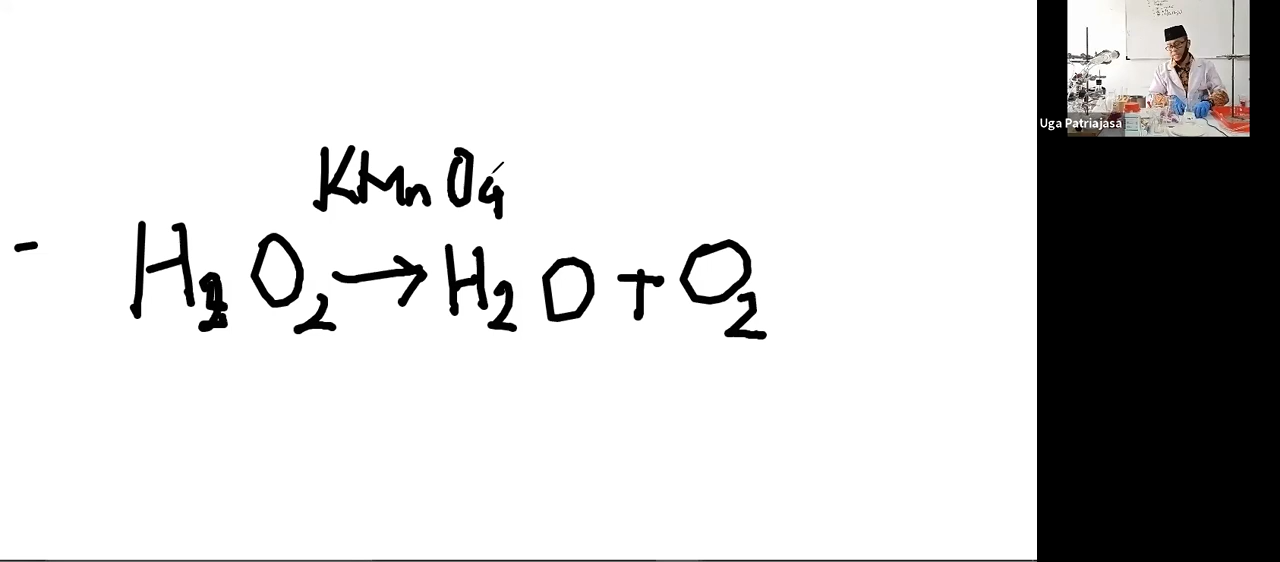 KMnO4
- H2O2 → H2O + O2
Uga Patriajasa